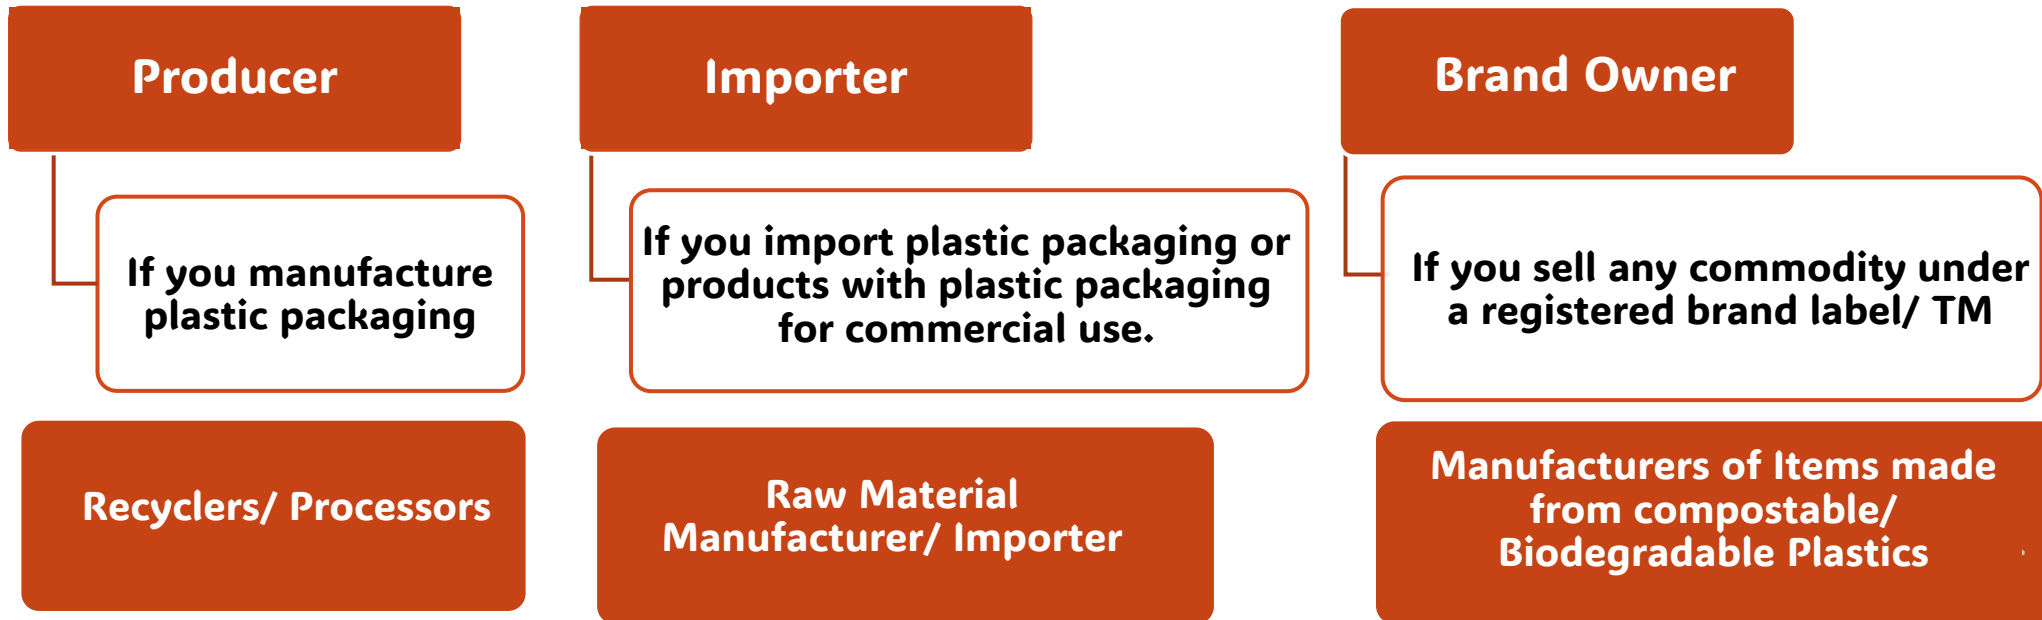 Producer
If you manufacture
plastic packaging
Importer
If you import plastic packaging or
products with plastic packaging
for commercial use.
Brand Owner
If you sell any commodity under
a registered brand label/ TM
Recyclers/ Processors
Raw Material
Manufacturer/ Importer
Manufacturers of Items made
from compostable/
Biodegradable Plastics